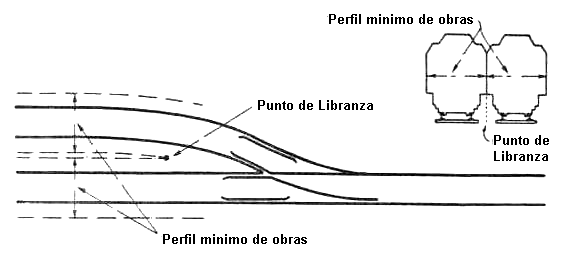 Perfil minimo de obras
Punto de Libranza
Punto de
Libranza
Perfil minimo de obras